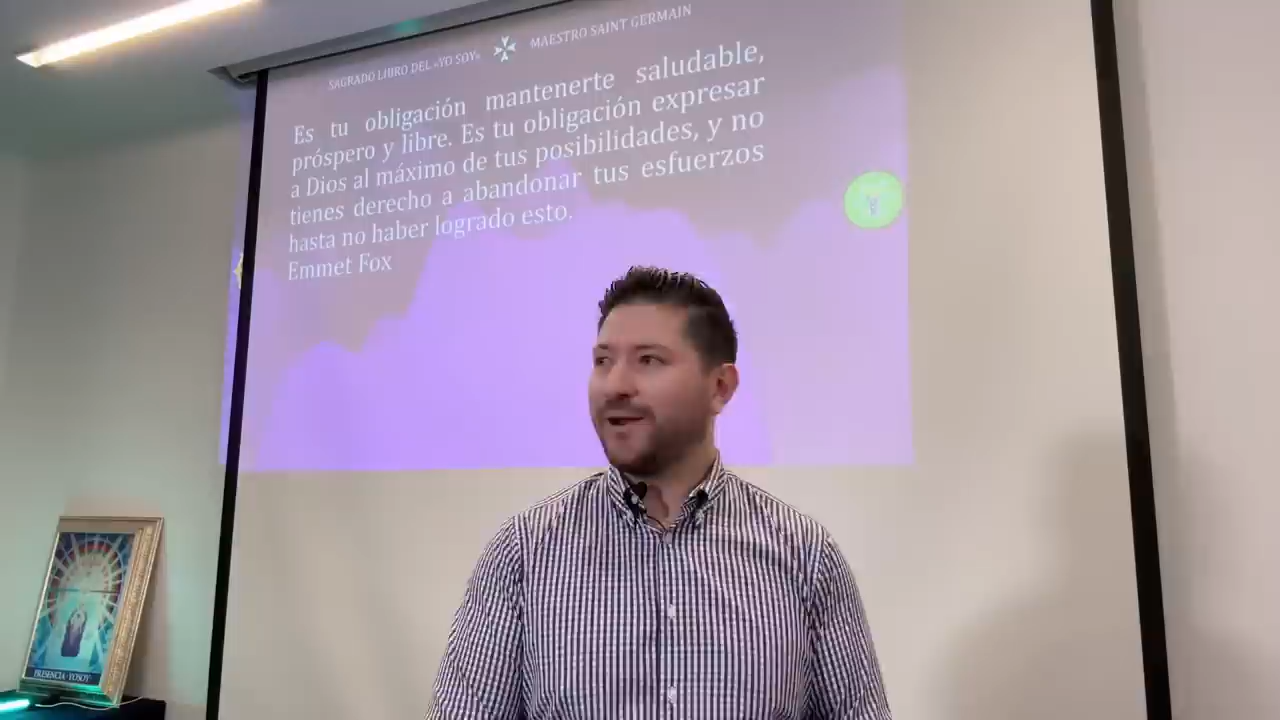 SAGRADO LIBRO DEL «YO SOY» MAESTRO SAINT GERMAIN
Es tu obligación mantenerte saludable,
próspero y libre. Es tu obligación expresar
a Dios al máximo de tus posibilidades, y no
tienes derecho a abandonar tus esfuerzos
hasta no haber logrado esto.
Emmet Fox
PRESENCIA YOSOY